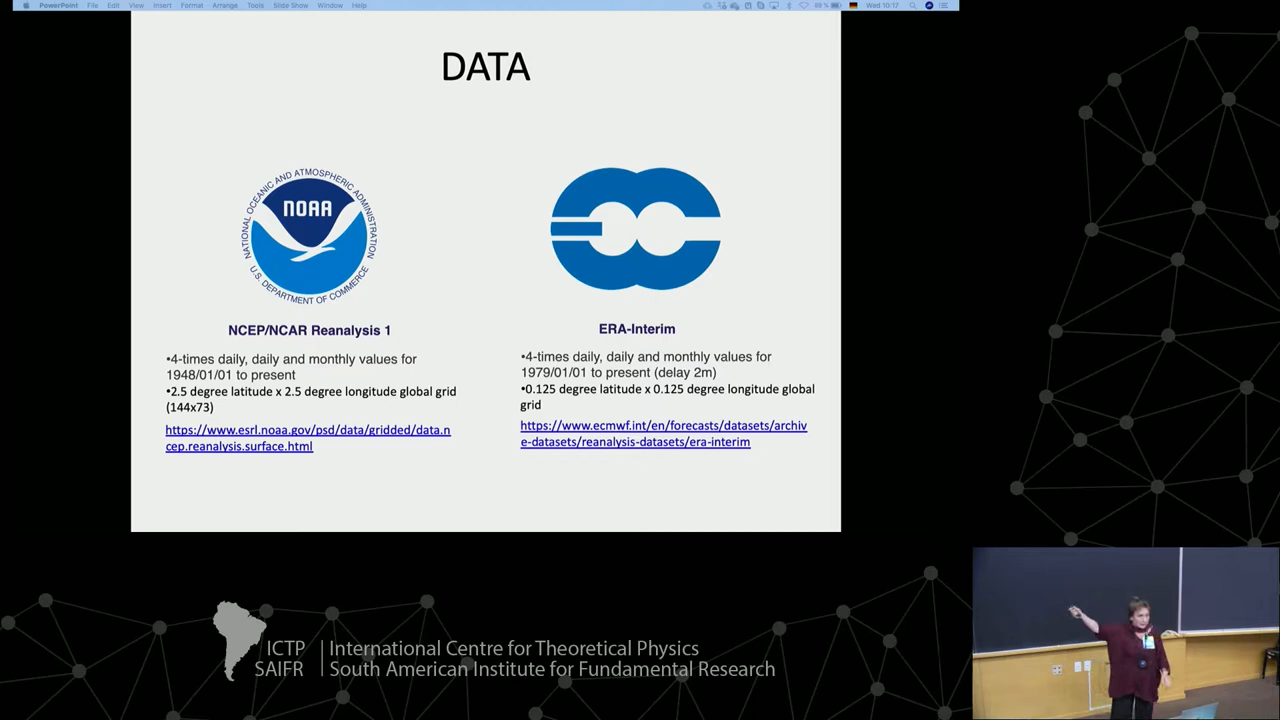 PowerPoint File Edit View Insert Format Arrange Tools Slide Show Window Help Wed 10:17
DATA
NATIONAL OCEANIC AND ATMOSPHERIC ADMINISTRATION
NOAA
U.S. DEPARTMENT OF COMMERCE
NCEP/NCAR Reanalysis 1
•4-times daily, daily and monthly values for
1948/01/01 to present
•2.5 degree latitude x 2.5 degree longitude global grid
(144x73)
https://www.esrl.noaa.gov/psd/data/gridded/data.n
cep.reanalysis.surface.html
ERA-Interim
•4-times daily, daily and monthly values for
1979/01/01 to present (delay 2m)
•0.125 degree latitude x 0.125 degree longitude global
grid
https://www.ecmwf.int/en/forecasts/datasets/archiv
e-datasets/reanalysis-datasets/era-interim
ICTP International Centre for Theoretical Physics
SAIFR South American Institute for Fundamental Research